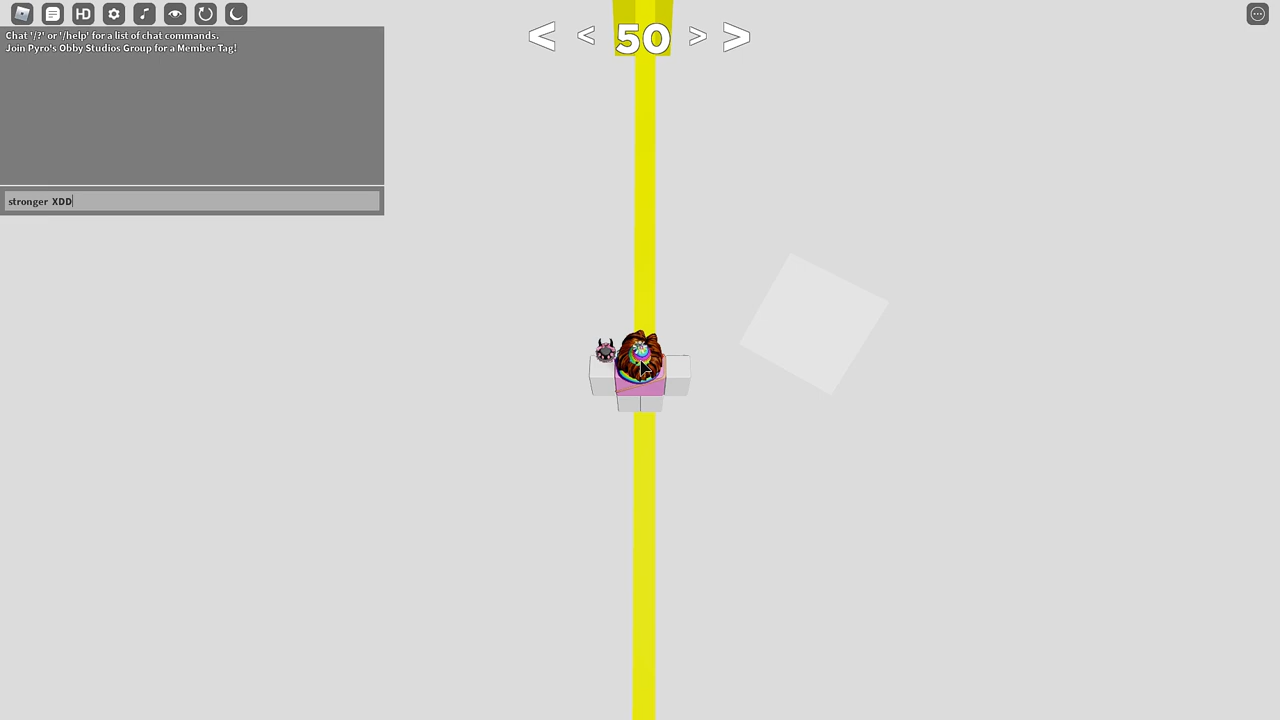 HD
< < 50 > >
Chat '/?' or '/help' for a list of chat commands.
Join Pyro's Obby Studios Group for a Member Tag!
stronger XDD